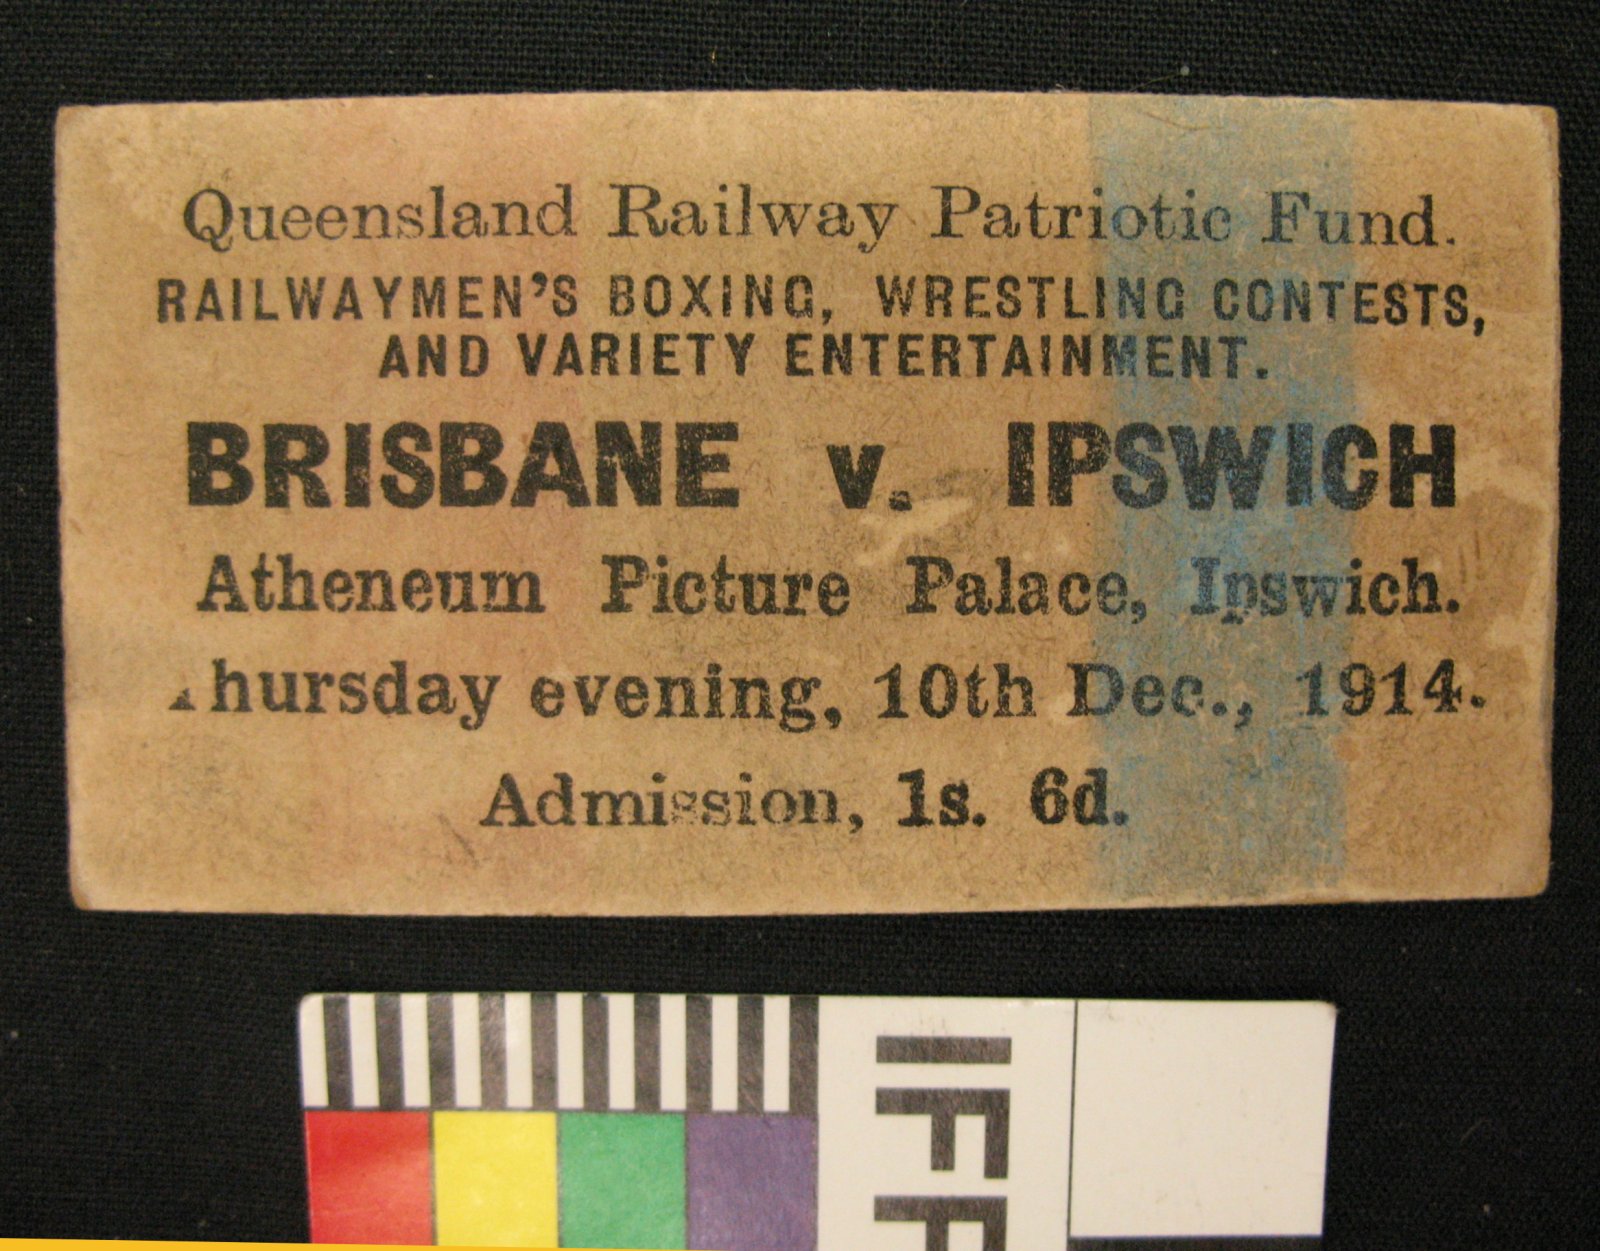 Queensland Railway Patriotic Fund.
RAILWAYMEN'S BOXING, WRESTLING CONTESTS,
AND VARIETY ENTERTAINMENT.
BRISBANE v. IPSWICH
Atheneum Picture Palace, Ipswich.
Thursday evening, 10th Dec., 1914.
Admission, 1s. 6d.